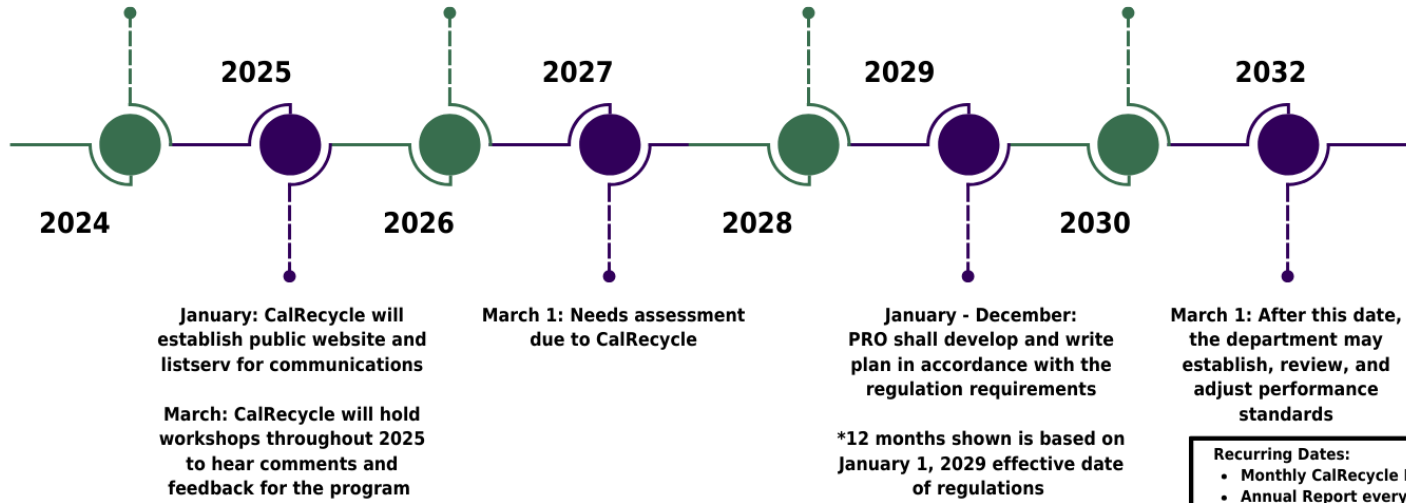 2025
2027
2029
2032
2024
2026
2028
2030
January: CalRecycle will
establish public website and
listserv for communications
March: CalRecycle will hold
workshops throughout 2025
to hear comments and
feedback for the program
March 1: Needs assessment
due to CalRecycle
January - December:
PRO shall develop and write
plan in accordance with the
regulation requirements
*12 months shown is based on
January 1, 2029 effective date
of regulations
March 1: After this date,
the department may
establish, review, and
adjust performance
standards
Recurring Dates:
• Monthly CalRecycle
• Annual Report every